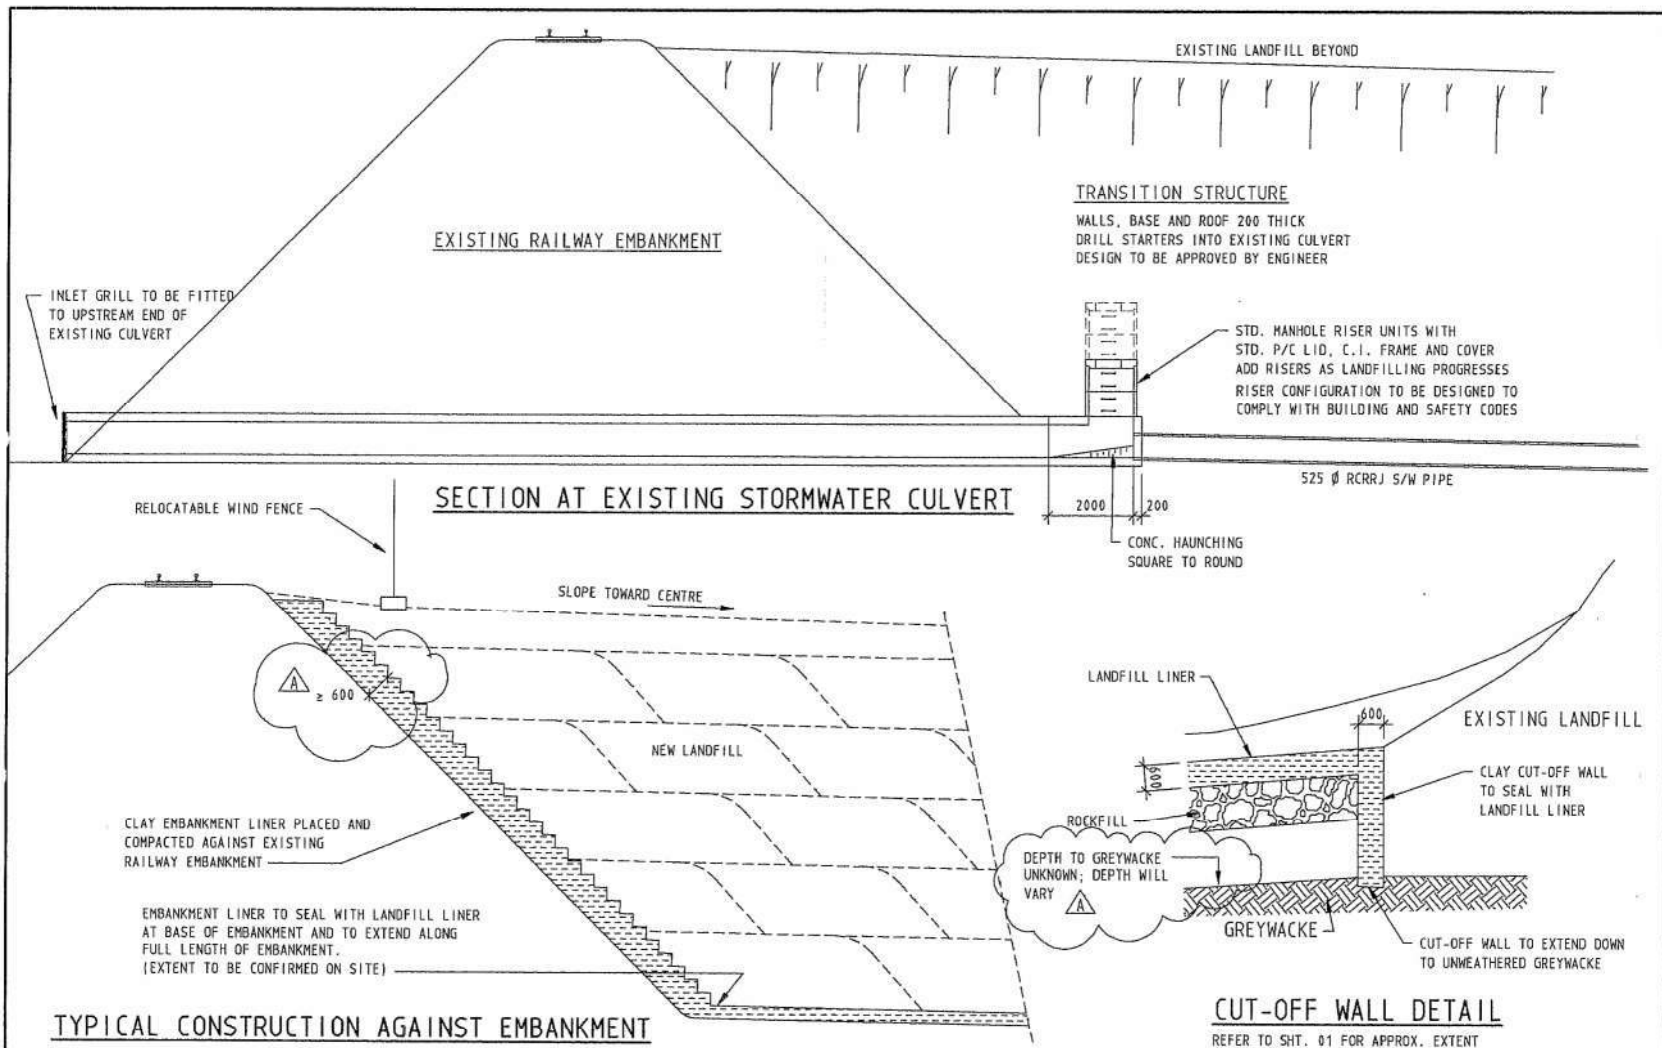 EXISTING LANDFILL BEYOND
TRANSITION STRUCTURE
WALLS, BASE AND ROOF 200 THICK
DRILL STARTERS INTO EXISTING CULVERT
DESIGN TO BE APPROVED BY ENGINEER
EXISTING RAILWAY EMBANKMENT
INLET GRILL TO BE FITTED
TO UPSTREAM END OF
EXISTING CULVERT
STD. MANHOLE RISER UNITS WITH
STD. P/C LID, C.I. FRAME AND COVER
ADD RISERS AS LANDFILLING PROGRESSES
RISER CONFIGURATION TO BE DESIGNED TO
COMPLY WITH BUILDING AND SAFETY CODES
525 Ø RCRRJ S/W PIPE
SECTION AT EXISTING STORMWATER CULVERT
2000
200
CONC. HAUNCHING
SQUARE TO ROUND
RELOCATABLE WIND FENCE
SLOPE TOWARD CENTRE
A
≥ 600
NEW LANDFILL
CLAY EMBANKMENT LINER PLACED AND
COMPACTED AGAINST EXISTING
RAILWAY EMBANKMENT
EMBANKMENT LINER TO SEAL WITH LANDFILL LINER
AT BASE OF EMBANKMENT AND TO EXTEND ALONG
FULL LENGTH OF EMBANKMENT.
(EXTENT TO BE CONFIRMED ON SITE)
TYPICAL CONSTRUCTION AGAINST EMBANKMENT
LANDFILL LINER
600
EXISTING LANDFILL
600
CLAY CUT-OFF WALL
TO SEAL WITH
LANDFILL LINER
ROCKFILL
DEPTH TO GREYWACKE
UNKNOWN; DEPTH WILL
VARY
A
GREYWACKE
CUT-OFF WALL TO EXTEND DOWN
TO UNWEATHERED GREYWACKE
CUT-OFF WALL DETAIL
REFER TO SHT. 01 FOR APPROX. EXTENT